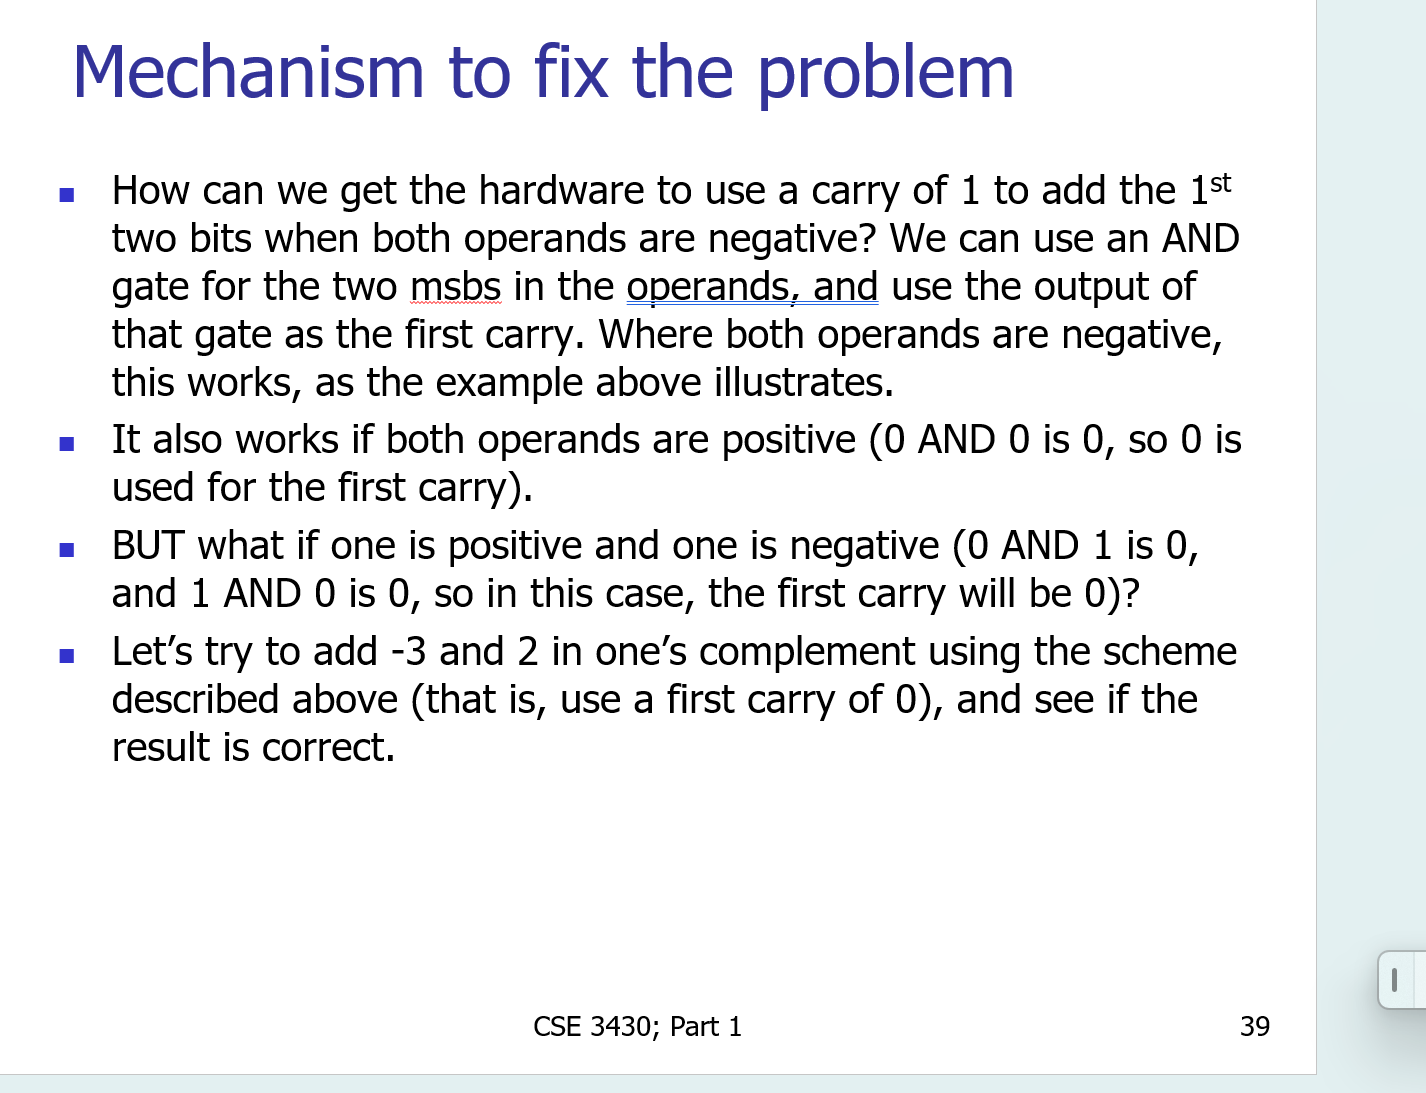 Mechanism to fix the problem
How can we get the hardware to use a carry of 1 to add the 1st
two bits when both operands are negative? We can use an AND
gate for the two msbs in the operands, and use the output of
that gate as the first carry. Where both operands are negative,
this works, as the example above illustrates.
It also works if both operands are positive (0 AND 0 is 0, so 0 is
used for the first carry).
BUT what if one is positive and one is negative (0 AND 1 is 0,
and 1 AND 0 is 0, so in this case, the first carry will be 0)?
Let’s try to add -3 and 2 in one’s complement using the scheme
described above (that is, use a first carry of 0), and see if the
result is correct.
CSE 3430; Part 1
39